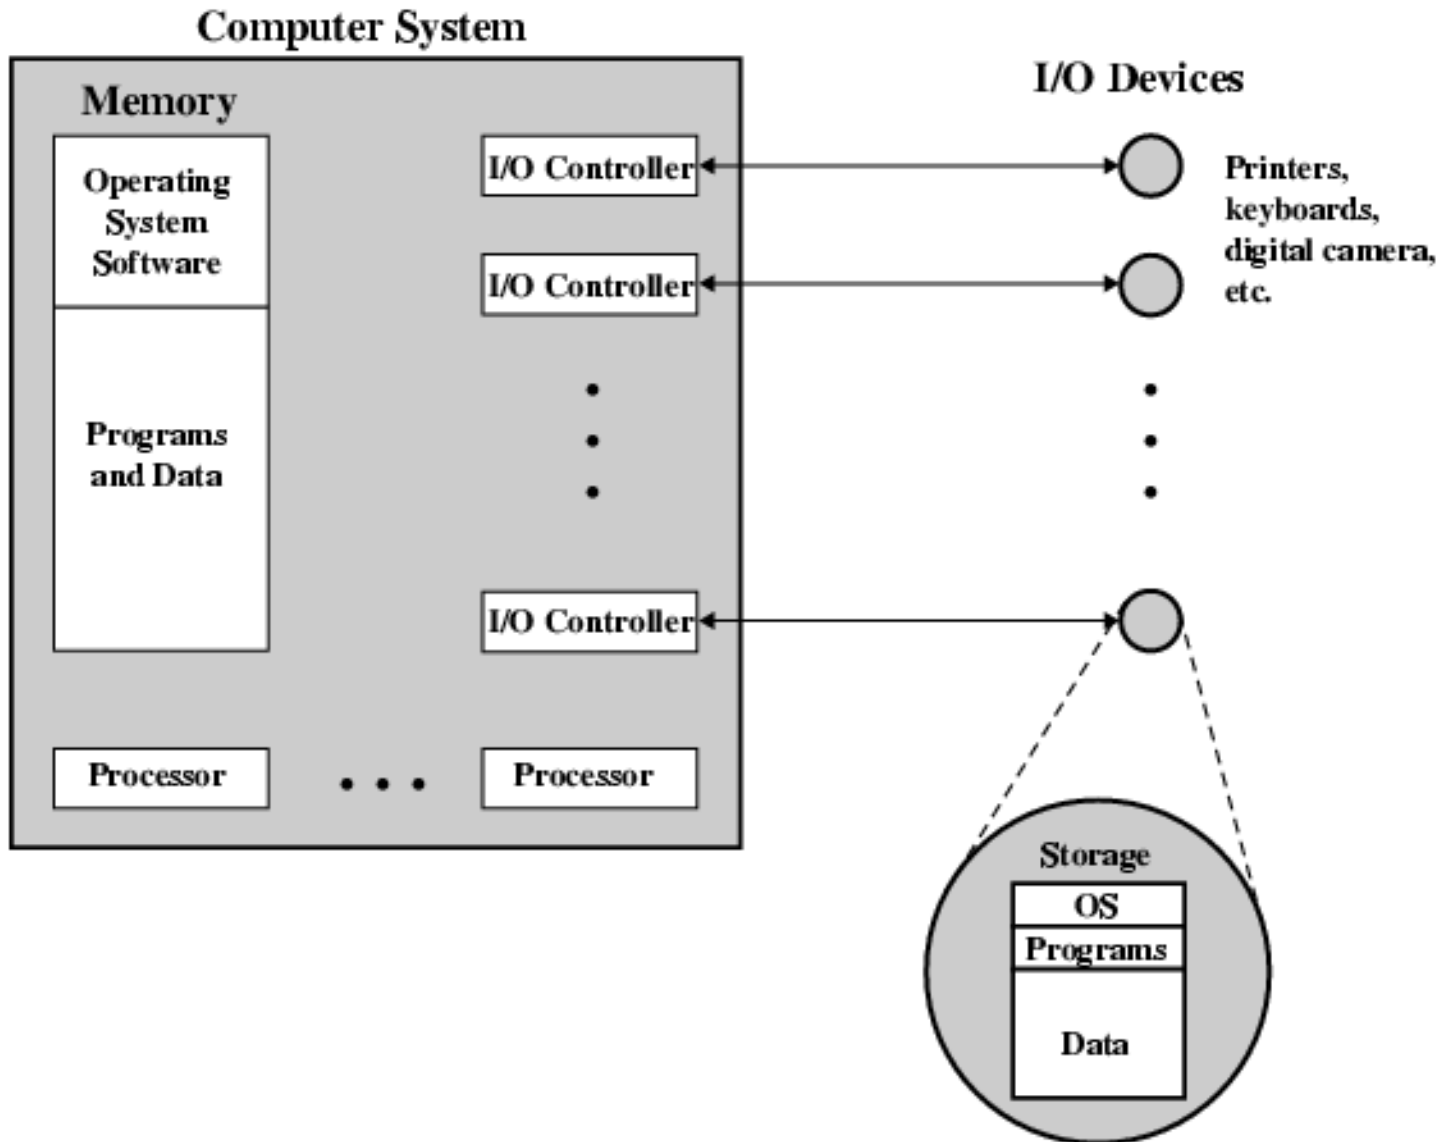 Computer System
I/O Devices
Memory
Operating
System
Software
I/O Controller
I/O Controller
Printers,
keyboards,
digital camera,
etc.
Programs
and Data
I/O Controller
Processor
Processor
Storage
OS
Programs
Data